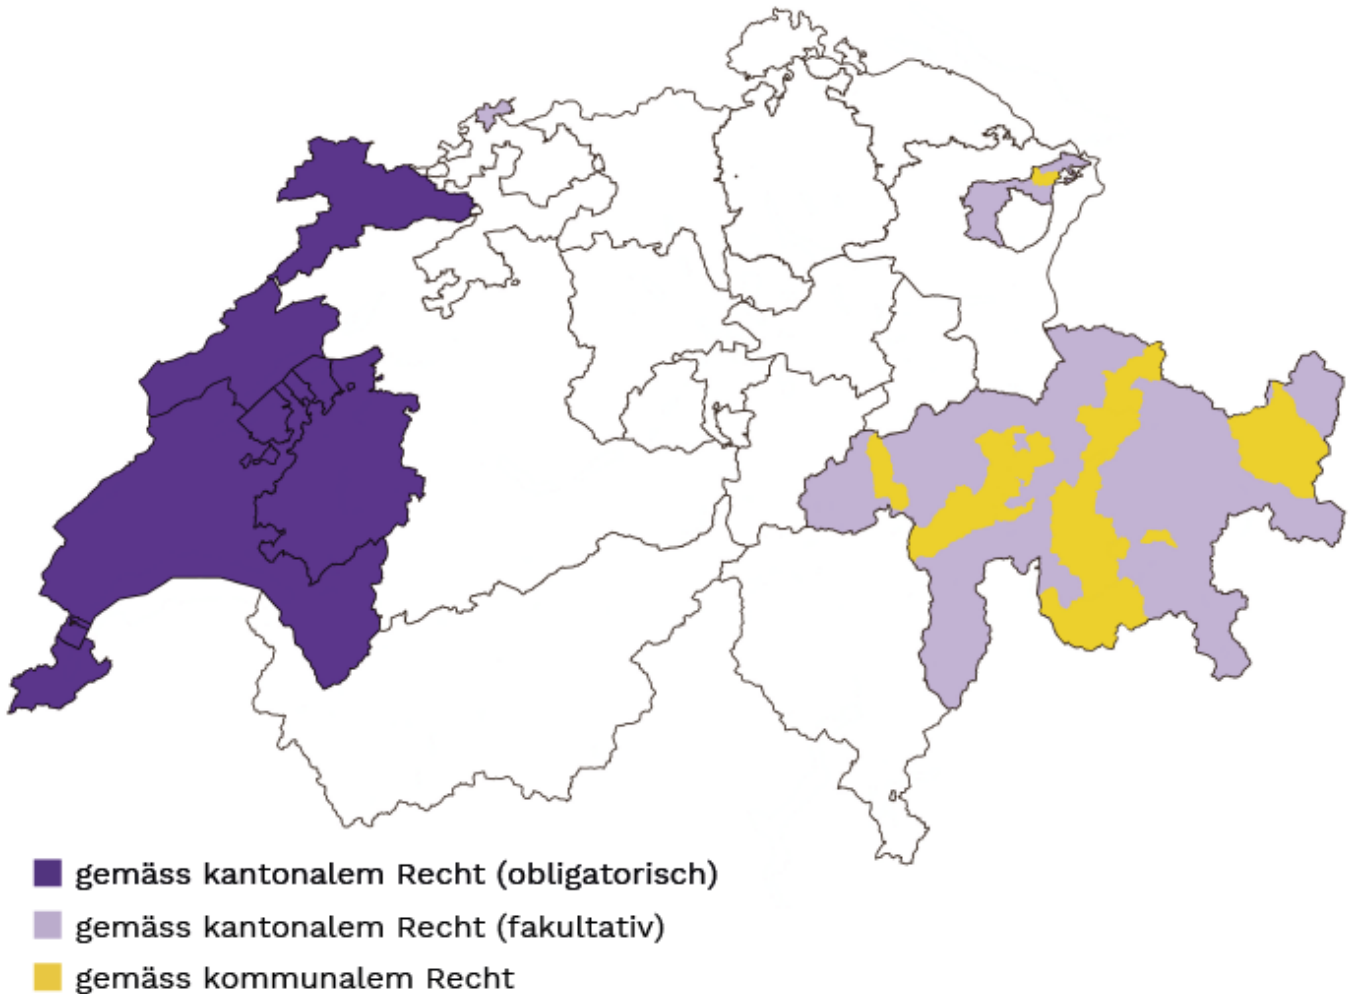 gemäss kantonalem Recht (obligatorisch)
gemäss kantonalem Recht (fakultativ)
gemäss kommunalem Recht